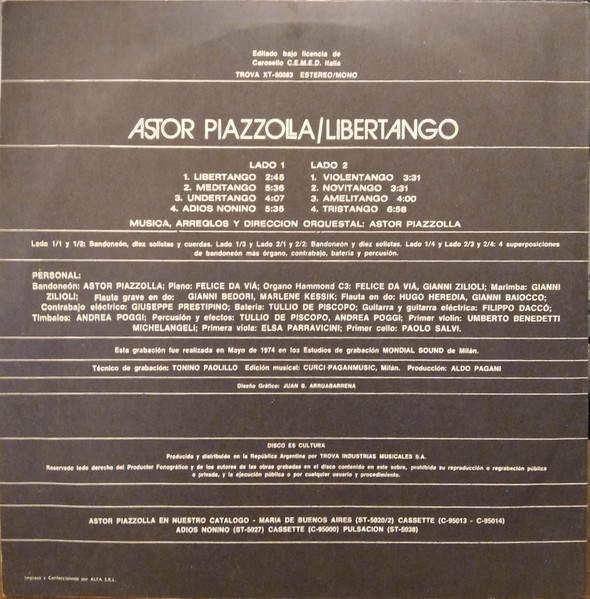 Editado bajo licencia de
Carosello C.E.M.E.D. Italia
TROVA XT-80083 ESTEREO/MONO
ASTOR PIAZZOLLA/LIBERTANGO
LADO 1
1. LIBERTANGO 2:45
2. MEDITANGO 5:36
3. UNDERTANGO 4:07
4. ADIOS NONINO 5:35
LADO 2
1. VIOLENTANGO 3:31
2. NOVITANGO 3:31
3. AMELITANGO 4:00
4. TRISTANGO 6:58
MUSICA, ARREGLOS Y DIRECCION ORQUESTAL: ASTOR PIAZZOLLA
Lado 1/1 y 1/2: Bandoneón, diez solistas y cuerdas. Lado 1/3 y Lado 2/1 y 2/2: Bandoneón y diez solistas. Lado 1/4 y Lado 2/3 y 2/4: 4 superposiciones
de bandoneón más órgano, contrabajo, batería y percusión.
PERSONAL:
Bandoneón: ASTOR PIAZZOLLA; Piano: FELICE DA VIÁ; Organo Hammond C3: FELICE DA VIÁ, GIANNI ZILIOLI; Marimba: GIANNI
ZILIOLI; Flauta grave en do: GIANNI BEDORI, MARLENE KESSIK; Flauta en do: HUGO HEREDIA, GIANNI BAIOCCO;
Contrabajo eléctrico: GIUSEPPE PRESTIPINO; Batería: TULLIO DE PISCOPO; Guitarra y guitarra eléctrica: FILIPPO DACCÓ;
Timbales: ANDREA POGGI; Percusión y efectos: TULLIO DE PISCOPO, ANDREA POGGI; Primer violín: UMBERTO BENEDETTI
MICHELANGELI; Primera viola: ELSA PARRAVICINI; Primer cello: PAOLO SALVI.
Esta grabación fue realizada en Mayo de 1974 en los Estudios de grabación MONDIAL SOUND de Milán.
Técnico de grabación: TONINO PAOLILLO Edición musical: CURCI-PAGANMUSIC, Milán. Producción: ALDO PAGANI
Diseño Gráfico: JUAN B. ARRUABARRENA
DISCO ES CULTURA
Producido y distribuido en la República Argentina por TROVA INDUSTRIAS MUSICALES S.A.
Reservado todo derecho del Productor Fonográfico y de los autores de las obras grabadas en el disco contenido en este sobre, prohibida su reproducción o regrabación pública
o privada, y la ejecución pública o por cualquier usuario y procedimiento.
ASTOR PIAZZOLLA EN NUESTRO CATALOGO - MARIA DE BUENOS AIRES (ST-5020/2) CASSETTE (C-95013 - C-95014)
ADIOS NONINO (ST-5027) CASSETTE (C-95000) PULSACION (ST-5038)
Impreso y Confeccionado por ALFA S.R.L.